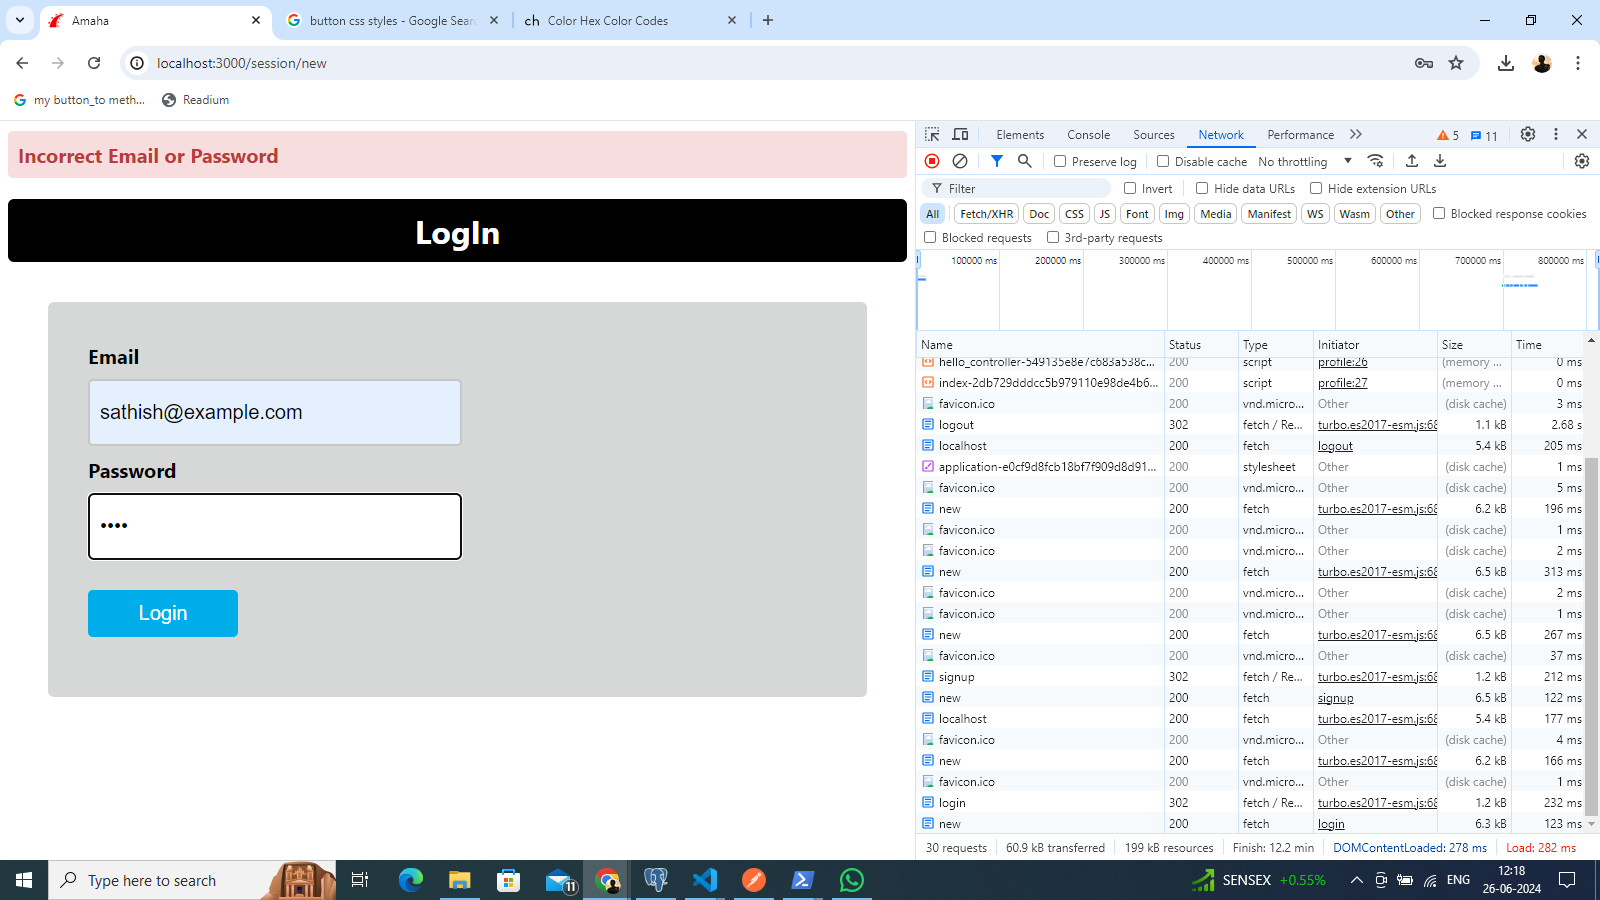 Amaha
button css styles - Google Sear
ch Color Hex Color Codes
localhost:3000/session/new
my button_to meth...
Readium
Incorrect Email or Password
LogIn
Email
sathish@example.com
Password
Login
Elements Console Sources Network Performance 5 11
Preserve log Disable cache No throttling
Filter Invert Hide data URLs Hide extension URLs
All Fetch/XHR Doc CSS JS Font Img Media Manifest WS Wasm Other Blocked response cookies
Blocked requests 3rd-party requests
100000 ms 200000 ms 300000 ms 400000 ms 500000 ms 600000 ms 700000 ms 800000 ms
Name Status Type Initiator Size Time
hello_controller-549135e8e7c683a538c... 200 script profile:26 (memory ... 0 ms
index-2db729dddcc5b979110e98de4b6... 200 script profile:27 (memory ... 0 ms
favicon.ico 200 vnd.micro... Other (disk cache) 3 ms
logout 302 fetch / Re... turbo.es2017-esm.js:68 1.1 kB 2.68 s
localhost 200 fetch logout 5.4 kB 205 ms
application-e0cf9d8fcb18bf7f909d8d91... 200 stylesheet Other (disk cache) 1 ms
favicon.ico 200 vnd.micro... Other (disk cache) 5 ms
new 200 fetch turbo.es2017-esm.js:68 6.2 kB 196 ms
favicon.ico 200 vnd.micro... Other (disk cache) 1 ms
favicon.ico 200 vnd.micro... Other (disk cache) 2 ms
new 200 fetch turbo.es2017-esm.js:68 6.5 kB 313 ms
favicon.ico 200 vnd.micro... Other (disk cache) 2 ms
favicon.ico 200 vnd.micro... Other (disk cache) 1 ms
new 200 fetch turbo.es2017-esm.js:68 6.5 kB 267 ms
favicon.ico 200 vnd.micro... Other (disk cache) 37 ms
signup 302 fetch / Re... turbo.es2017-esm.js:68 1.2 kB 212 ms
new 200 fetch signup 6.5 kB 122 ms
localhost 200 fetch turbo.es2017-esm.js:68 5.4 kB 177 ms
favicon.ico 200 vnd.micro... Other (disk cache) 4 ms
new 200 fetch turbo.es2017-esm.js:68 6.2 kB 166 ms
favicon.ico 200 vnd.micro... Other (disk cache) 1 ms
login 302 fetch / Re... turbo.es2017-esm.js:68 1.2 kB 232 ms
new 200 fetch login 6.3 kB 123 ms
30 requests 60.9 kB transferred 199 kB resources Finish: 12.2 min DOMContentLoaded: 278 ms Load: 282 ms
Type here to search
11
SENSEX +0.55%
ENG
12:18
26-06-2024